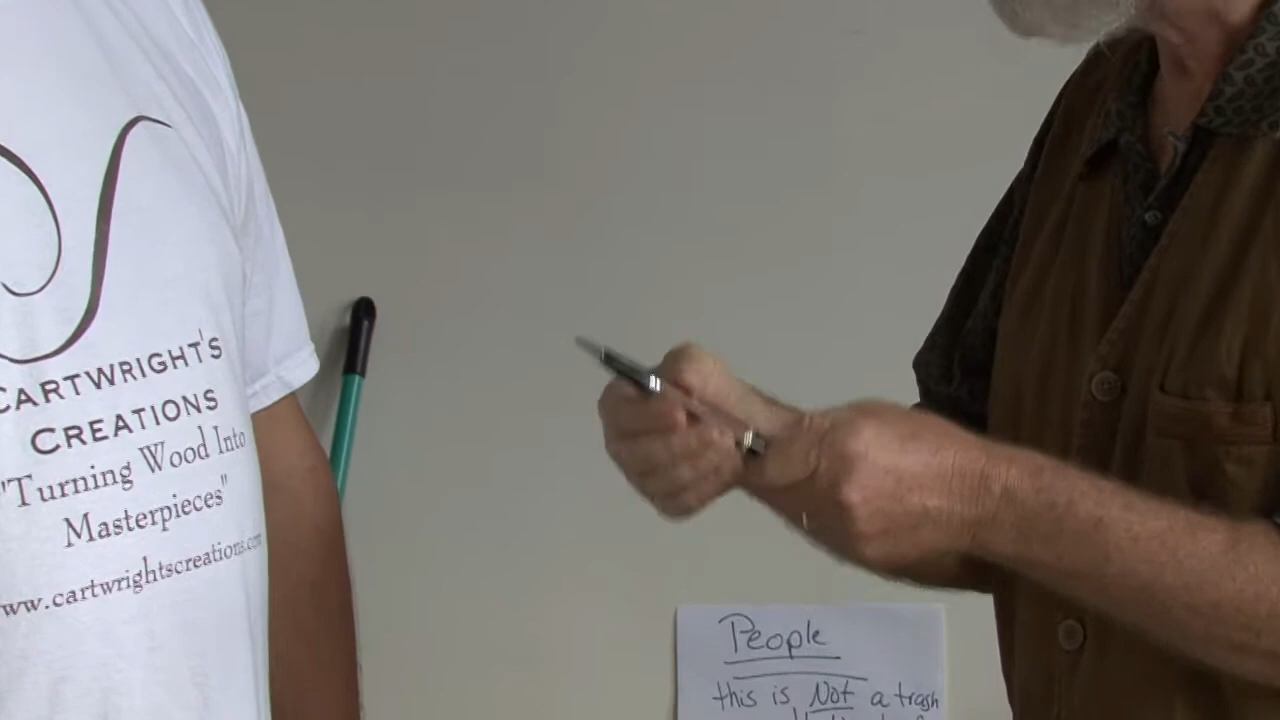 CARTWRIGHT'S
CREATIONS
"Turning Wood Into
Masterpieces"
www.cartwrightscreations.com
People
this is Not a trash